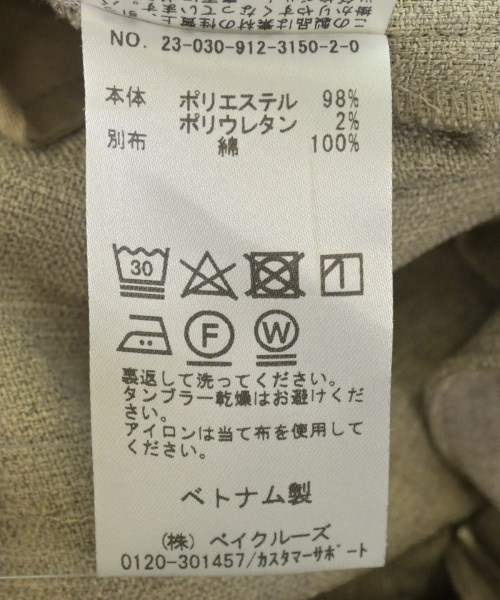 NO. 23-030-912-3150-2-0
本体 ポリエステル 98%
ポリウレタン 2%
別布 綿 100%
30
F W
裏返して洗ってください。
タンブラー乾燥はお避けくだ
さい。
アイロンは当て布を使用して
ください。
ベトナム製
(株) ベイクルーズ
0120-301457/カスタマーサポート